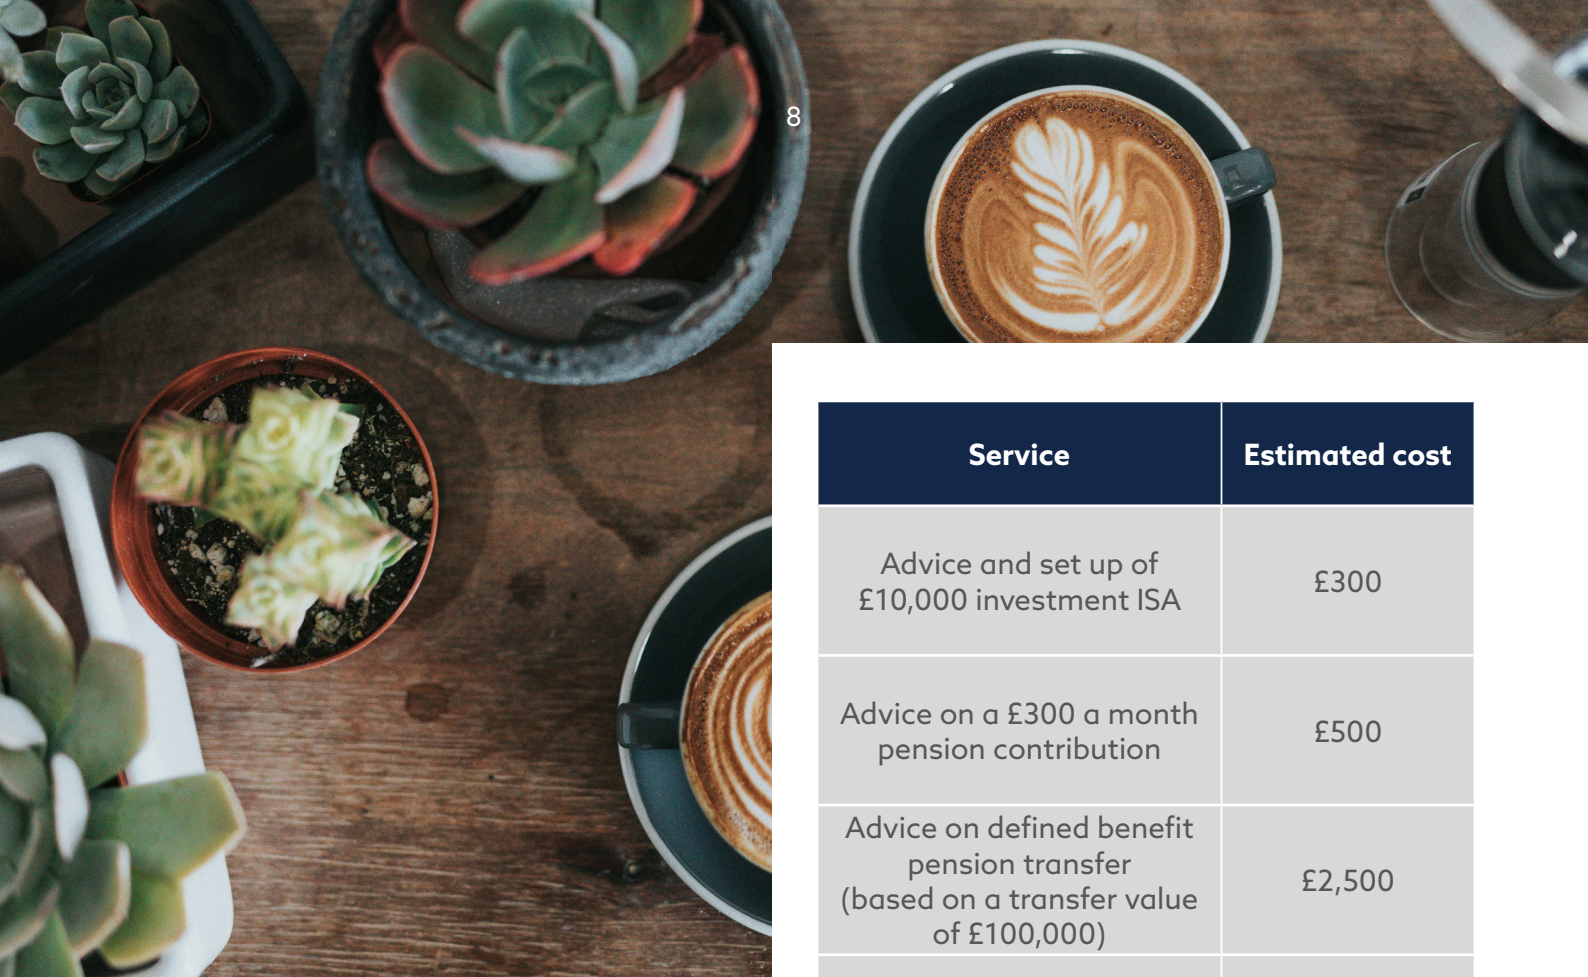 8
Service
Estimated cost
Advice and set up of
£10,000 investment ISA
£300
Advice on a £300 a month
pension contribution
£500
Advice on defined benefit
pension transfer
(based on a transfer value
of £100,000)
£2,500